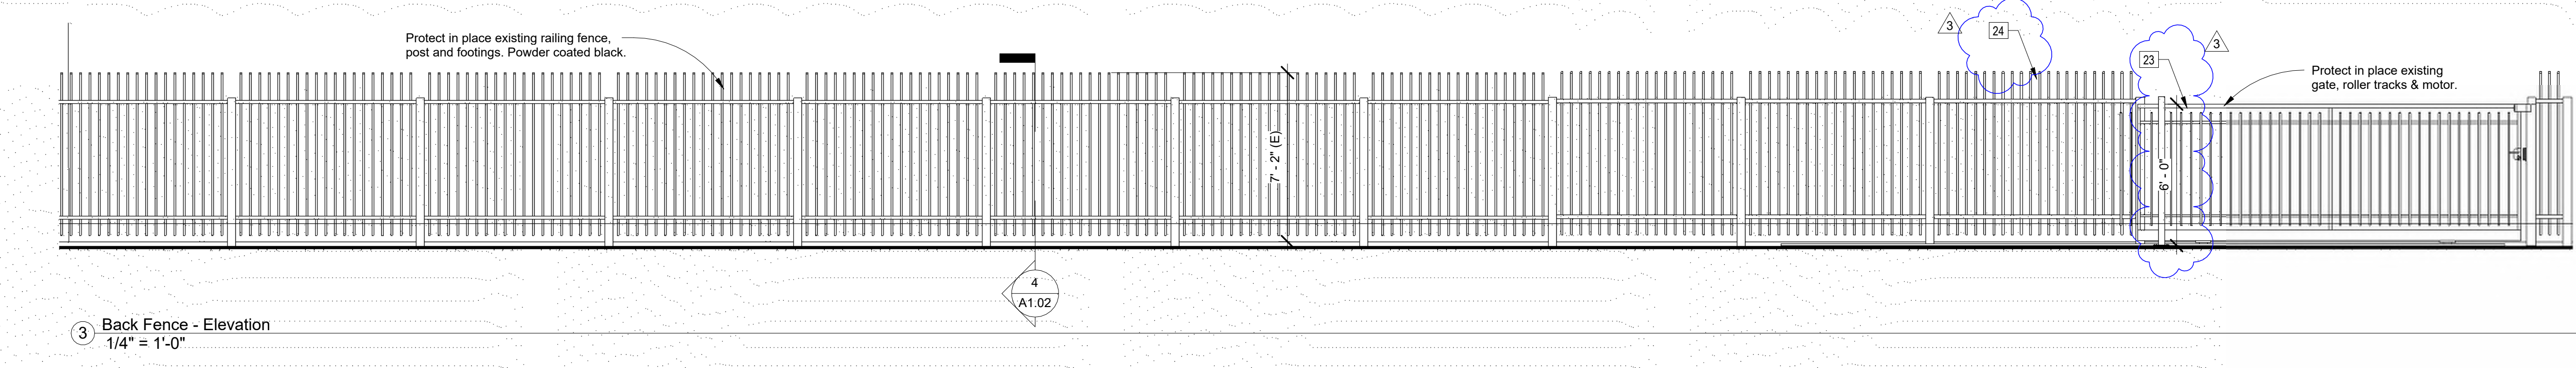 Protect in place existing railing fence,
post and footings. Powder coated black.
3
24
23
3
Protect in place existing
gate, roller tracks & motor.
7' - 2" (E)
6' - 0"
4
A1.02
3
Back Fence - Elevation
1/4" = 1'-0"